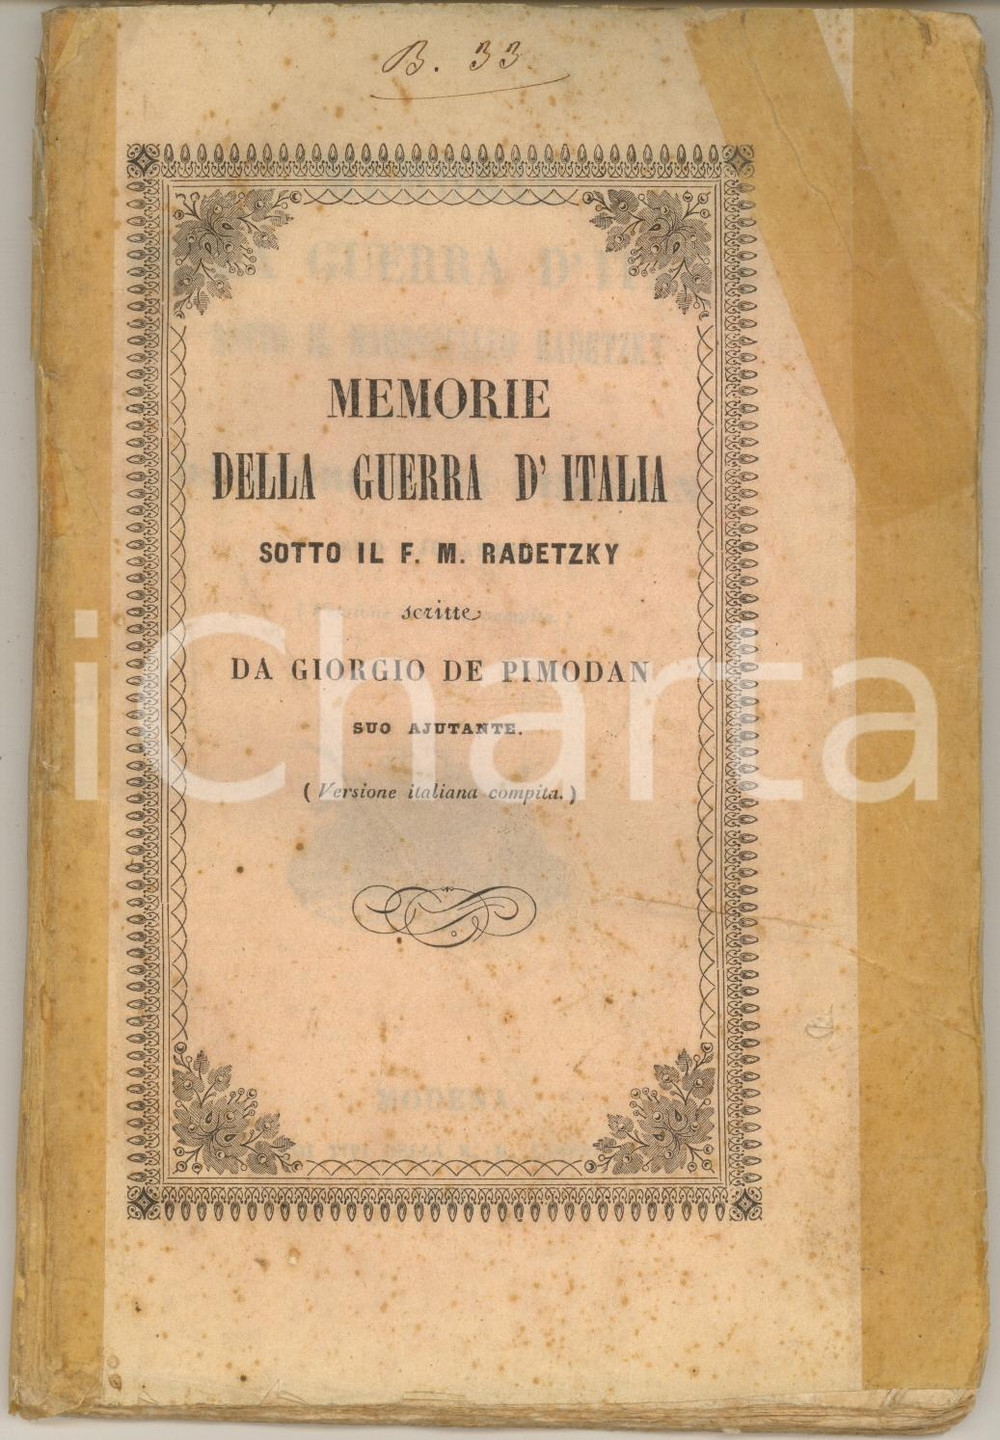 B. 33
MEMORIE
DELLA GUERRA D' ITALIA
SOTTO IL F. M. RADETZKY
scritte
DA GIORGIO DE PIMODAN
SUO AJUTANTE.
( Versione italiana compita. )
iCharta
MODENA